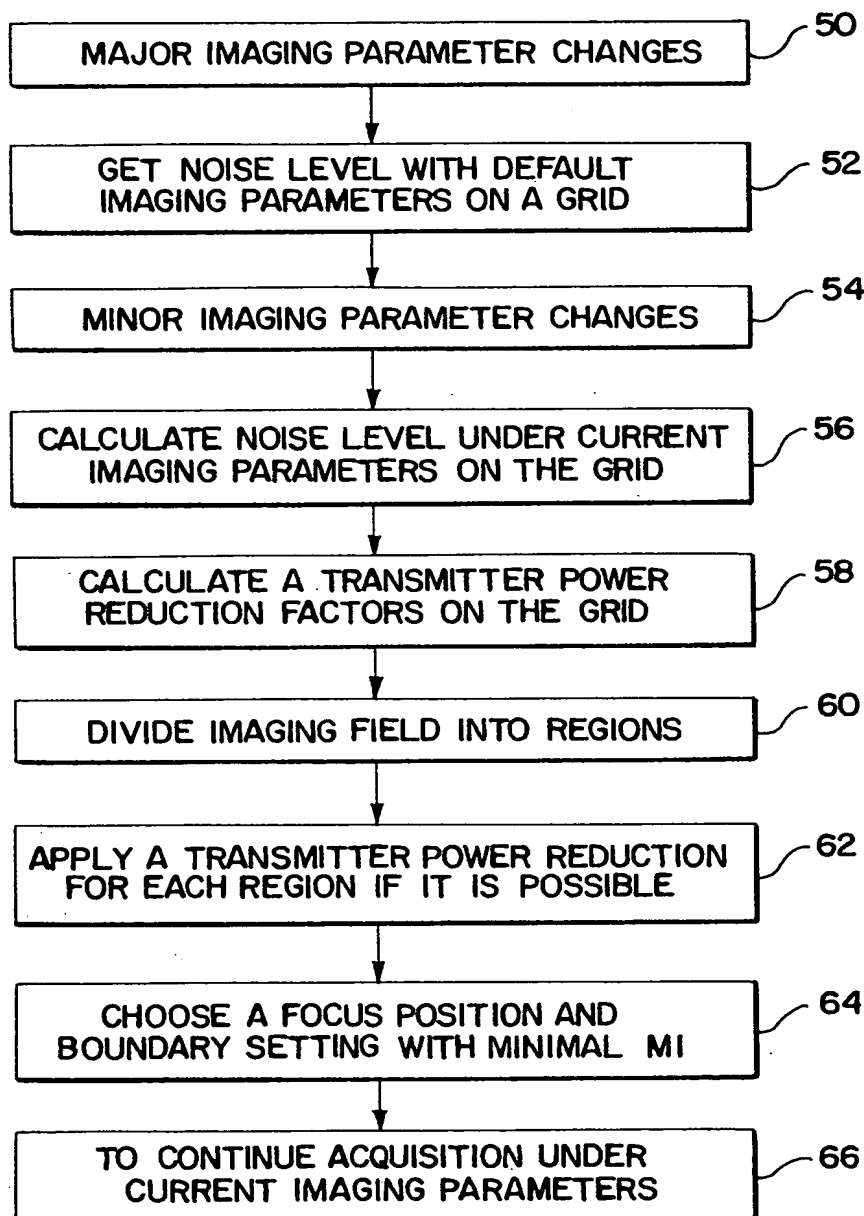 MAJOR IMAGING PARAMETER CHANGES
50
GET NOISE LEVEL WITH DEFAULT
IMAGING PARAMETERS ON A GRID
52
MINOR IMAGING PARAMETER CHANGES
54
CALCULATE NOISE LEVEL UNDER CURRENT
IMAGING PARAMETERS ON THE GRID
56
CALCULATE A TRANSMITTER POWER
REDUCTION FACTORS ON THE GRID
58
DIVIDE IMAGING FIELD INTO REGIONS
60
APPLY A TRANSMITTER POWER REDUCTION
FOR EACH REGION IF IT IS POSSIBLE
62
CHOOSE A FOCUS POSITION AND
BOUNDARY SETTING WITH MINIMAL MI
64
TO CONTINUE ACQUISITION UNDER
CURRENT IMAGING PARAMETERS
66